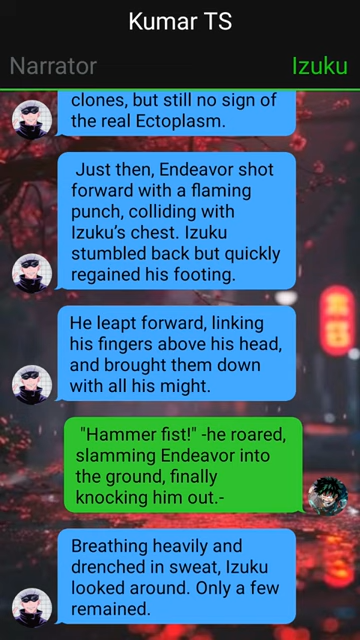 Kumar TS
Narrator
Izuku
clones, but still no sign of
the real Ectoplasm.
Just then, Endeavor shot
forward with a flaming
punch, colliding with
Izuku’s chest. Izuku
stumbled back but quickly
regained his footing.
He leapt forward, linking
his fingers above his head,
and brought them down
with all his might.
"Hammer fist!" -he roared,
slamming Endeavor into
the ground, finally
knocking him out.-
Breathing heavily and
drenched in sweat, Izuku
looked around. Only a few
remained.